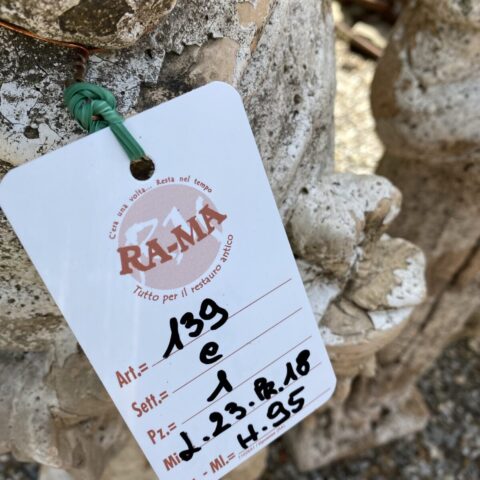 C'era una volta... Resta nel tempo
RA-MA
Tutto per il restauro antico
Art.= 139
Sett.= e
Pz.= 1
L.23.Pr.18
- Ml.= H.95